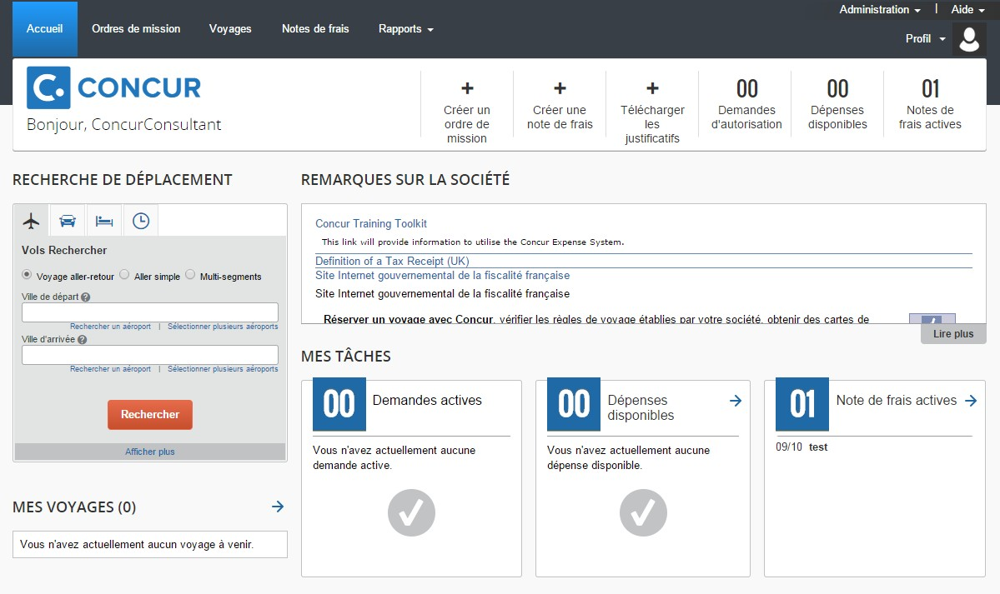 Administration | Aide
Accueil Ordres de mission Voyages Notes de frais Rapports
Profil
C. CONCUR
Bonjour, ConcurConsultant
+
Créer un
ordre de
mission
+
Créer une
note de frais
+
Télécharger
les
justificatifs
00
Demandes
d'autorisation
00
Dépenses
disponibles
01
Notes de
frais actives
RECHERCHE DE DÉPLACEMENT
Vols Rechercher
Voyage aller-retour Aller simple Multi-segments
Ville de départ ?
Rechercher un aéroport | Sélectionner plusieurs aéroports
Ville d'arrivée ?
Rechercher un aéroport | Sélectionner plusieurs aéroports
Rechercher
Afficher plus
MES VOYAGES (0)
Vous n'avez actuellement aucun voyage à venir.
REMARQUES SUR LA SOCIÉTÉ
Concur Training Toolkit
This link will provide information to utilise the Concur Expense System.
Definition of a Tax Receipt (UK)
Site Internet gouvernemental de la fiscalité française
Site Internet gouvernemental de la fiscalité française
Réserver un voyage avec Concur, vérifier les règles de voyage établies par votre société, obtenir des cartes de
Lire plus
MES TÂCHES
00 Demandes actives
Vous n'avez actuellement aucune
demande active.
00 Dépenses
disponibles
Vous n'avez actuellement aucune
dépense disponible.
01 Note de frais actives
09/10 test